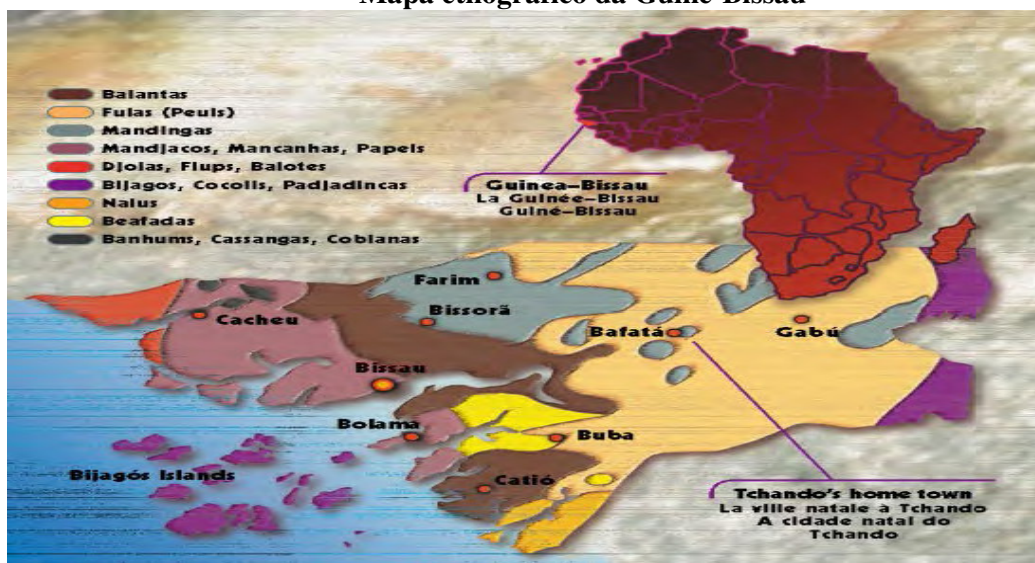 Mapa etnográfico da Guiné-Bissau
Balantas
Fulas (Peuls)
Mandingas
Mandjacos, Mancanhas, Papels
Djolas, Flups, Balotes
Bijagos, Cocolis, Padjadincas
Nalus
Beafadas
Banhums, Cassangas, Cobianas
Guinea-Bissau
La Guinée-Bissau
Guiné-Bissau
Farim
Cacheu
Bissorã
Bafatá
Gabú
Bissau
Bolama
Buba
Bijagós Islands
Catió
Tchando's home town
La ville natale à Tchando
A cidade natal do
Tchando